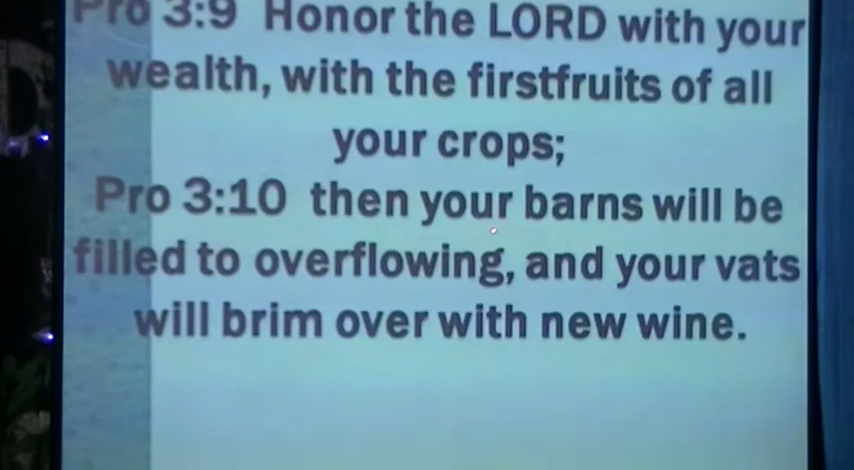 Pro 3:9 Honor the LORD with your
wealth, with the firstfruits of all
your crops;
Pro 3:10 then your barns will be
filled to overflowing, and your vats
will brim over with new wine.